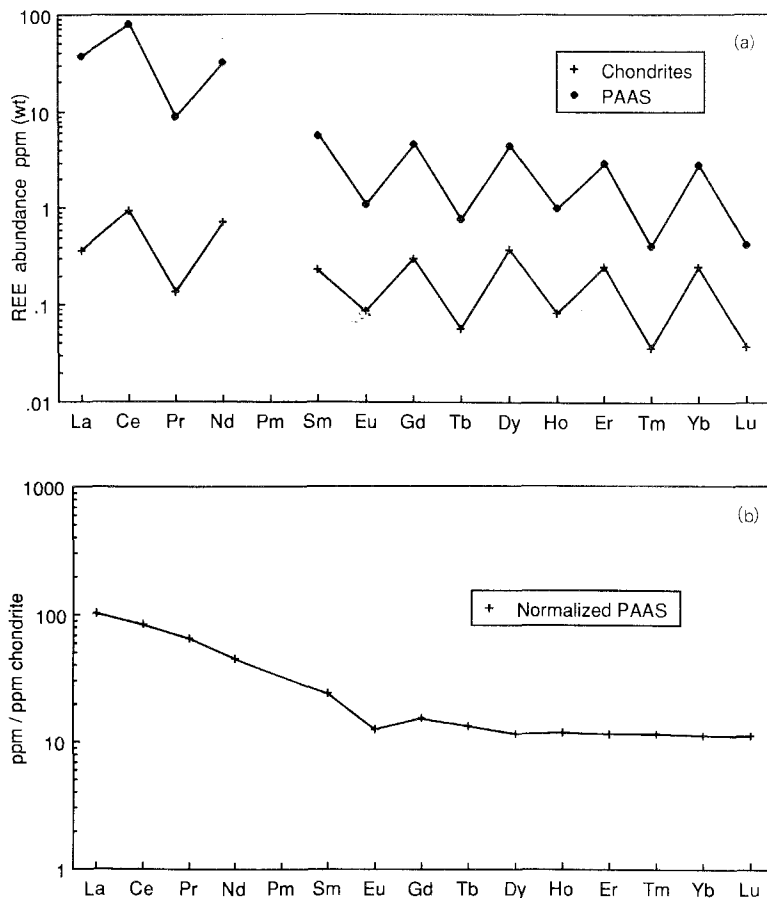 (a)
100
10
1
.1
.01
REE abundance ppm (wt)
Chondrites
PAAS
La Ce Pr Nd Pm Sm Eu Gd Tb Dy Ho Er Tm Yb Lu
(b)
1000
100
10
1
ppm / ppm chondrite
Normalized PAAS
La Ce Pr Nd Pm Sm Eu Gd Tb Dy Ho Er Tm Yb Lu